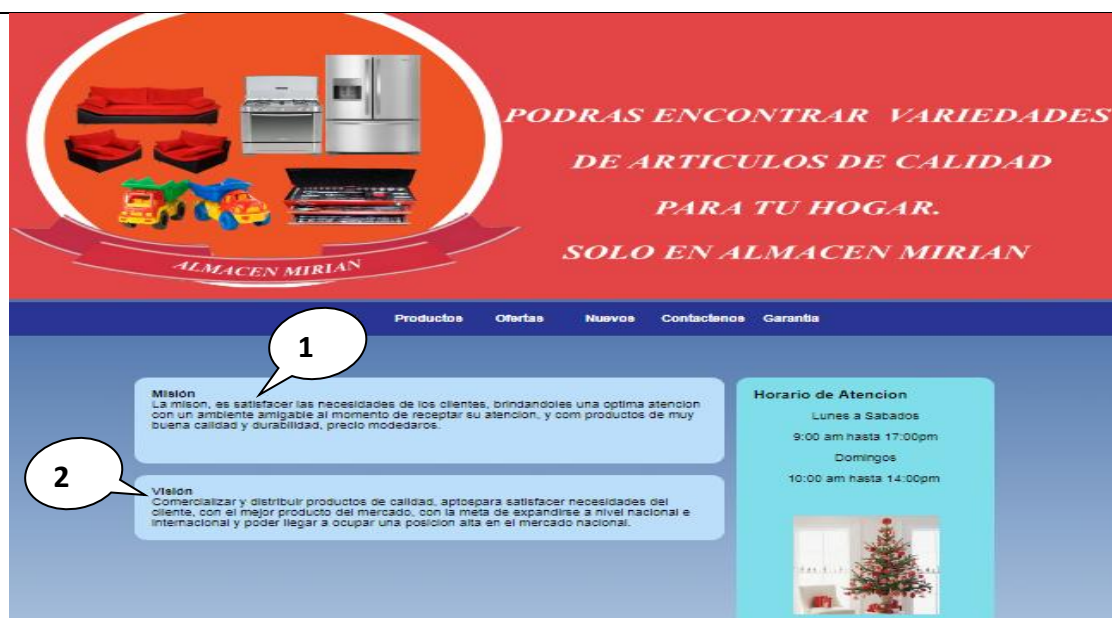 PODRAS ENCONTRAR VARIEDADES
DE ARTICULOS DE CALIDAD
PARA TU HOGAR.
SOLO EN ALMACEN MIRIAN
ALMACEN MIRIAN
Productos Ofertas Nuevos Contactenos Garantia
1
Misión
La mison, es satisfacer las necesidades de los clientes, brindandoles una optima atencion
con un ambiente amigable al momento de receptar su atencion, y com productos de muy
buena calidad y durabilidad, precio modedaros.
2
Visión
Comercializar y distribuir productos de calidad, aptospara satisfacer necesidades del
cliente, con el mejor producto del mercado, con la meta de expandirse a nivel nacional e
internacional y poder llegar a ocupar una posicion alta en el mercado nacional.
Horario de Atencion
Lunes a Sabados
9:00 am hasta 17:00pm
Domingos
10:00 am hasta 14:00pm